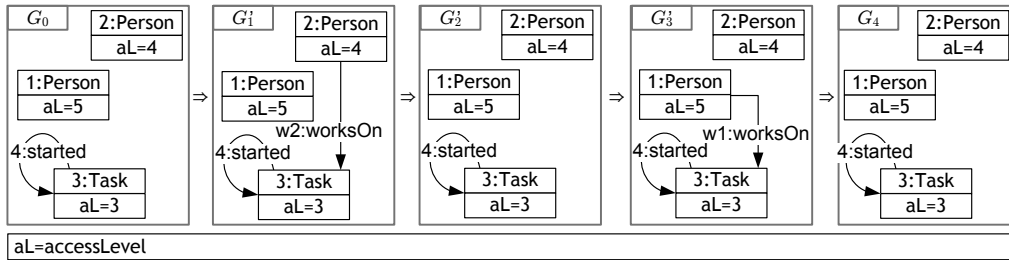 G0
2:Person
aL=4
1:Person
aL=5
4:started
3:Task
aL=3
⇒
G'1
2:Person
aL=4
1:Person
aL=5
w2:worksOn
4:started
3:Task
aL=3
⇒
G'2
2:Person
aL=4
1:Person
aL=5
4:started
3:Task
aL=3
⇒
G'3
2:Person
aL=4
1:Person
aL=5
w1:worksOn
4:started
3:Task
aL=3
⇒
G4
2:Person
aL=4
1:Person
aL=5
4:started
3:Task
aL=3
aL=accessLevel